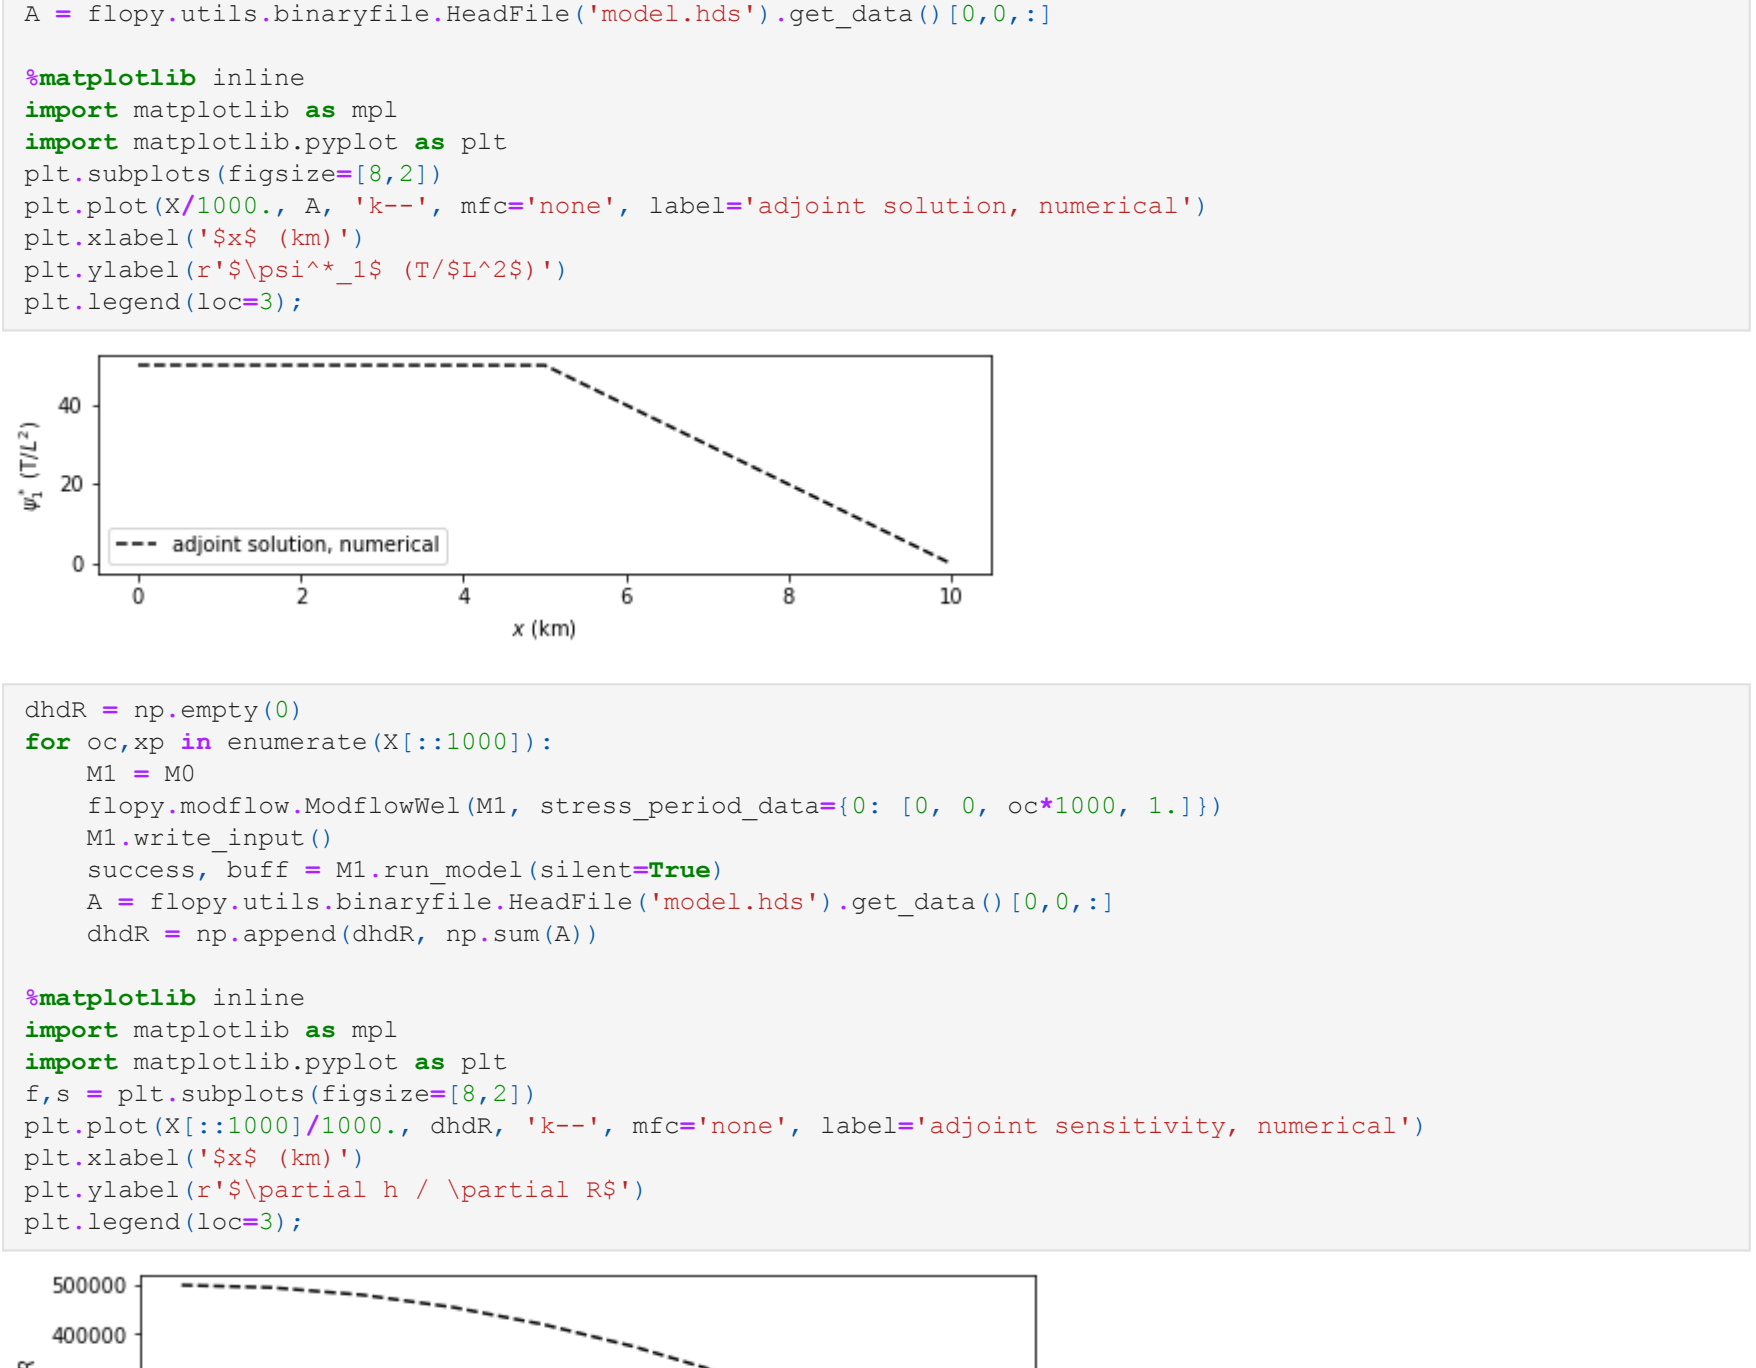 A = flopy.utils.binaryfile.HeadFile('model.hds').get_data()[0,0,:]
%matplotlib inline
import matplotlib as mpl
import matplotlib.pyplot as plt
plt.subplots(figsize=[8,2])
plt.plot(X/1000., A, 'k--', mfc='none', label='adjoint solution, numerical')
plt.xlabel('$x$ (km)')
plt.ylabel(r'$\psi^*_1$ (T/$L^2$)')
plt.legend(loc=3);
40
20
0
ψ₁* (T/L²)
adjoint solution, numerical
0 2 4 6 8 10
x (km)
dhdR = np.empty(0)
for oc,xp in enumerate(X[::1000]):
    M1 = M0
    flopy.modflow.ModflowWel(M1, stress_period_data={0: [0, 0, oc*1000, 1.]})
    M1.write_input()
    success, buff = M1.run_model(silent=True)
    A = flopy.utils.binaryfile.HeadFile('model.hds').get_data()[0,0,:]
    dhdR = np.append(dhdR, np.sum(A))
%matplotlib inline
import matplotlib as mpl
import matplotlib.pyplot as plt
f,s = plt.subplots(figsize=[8,2])
plt.plot(X[::1000]/1000., dhdR, 'k--', mfc='none', label='adjoint sensitivity, numerical')
plt.xlabel('$x$ (km)')
plt.ylabel(r'$\partial h / \partial R$')
plt.legend(loc=3);
500000
400000